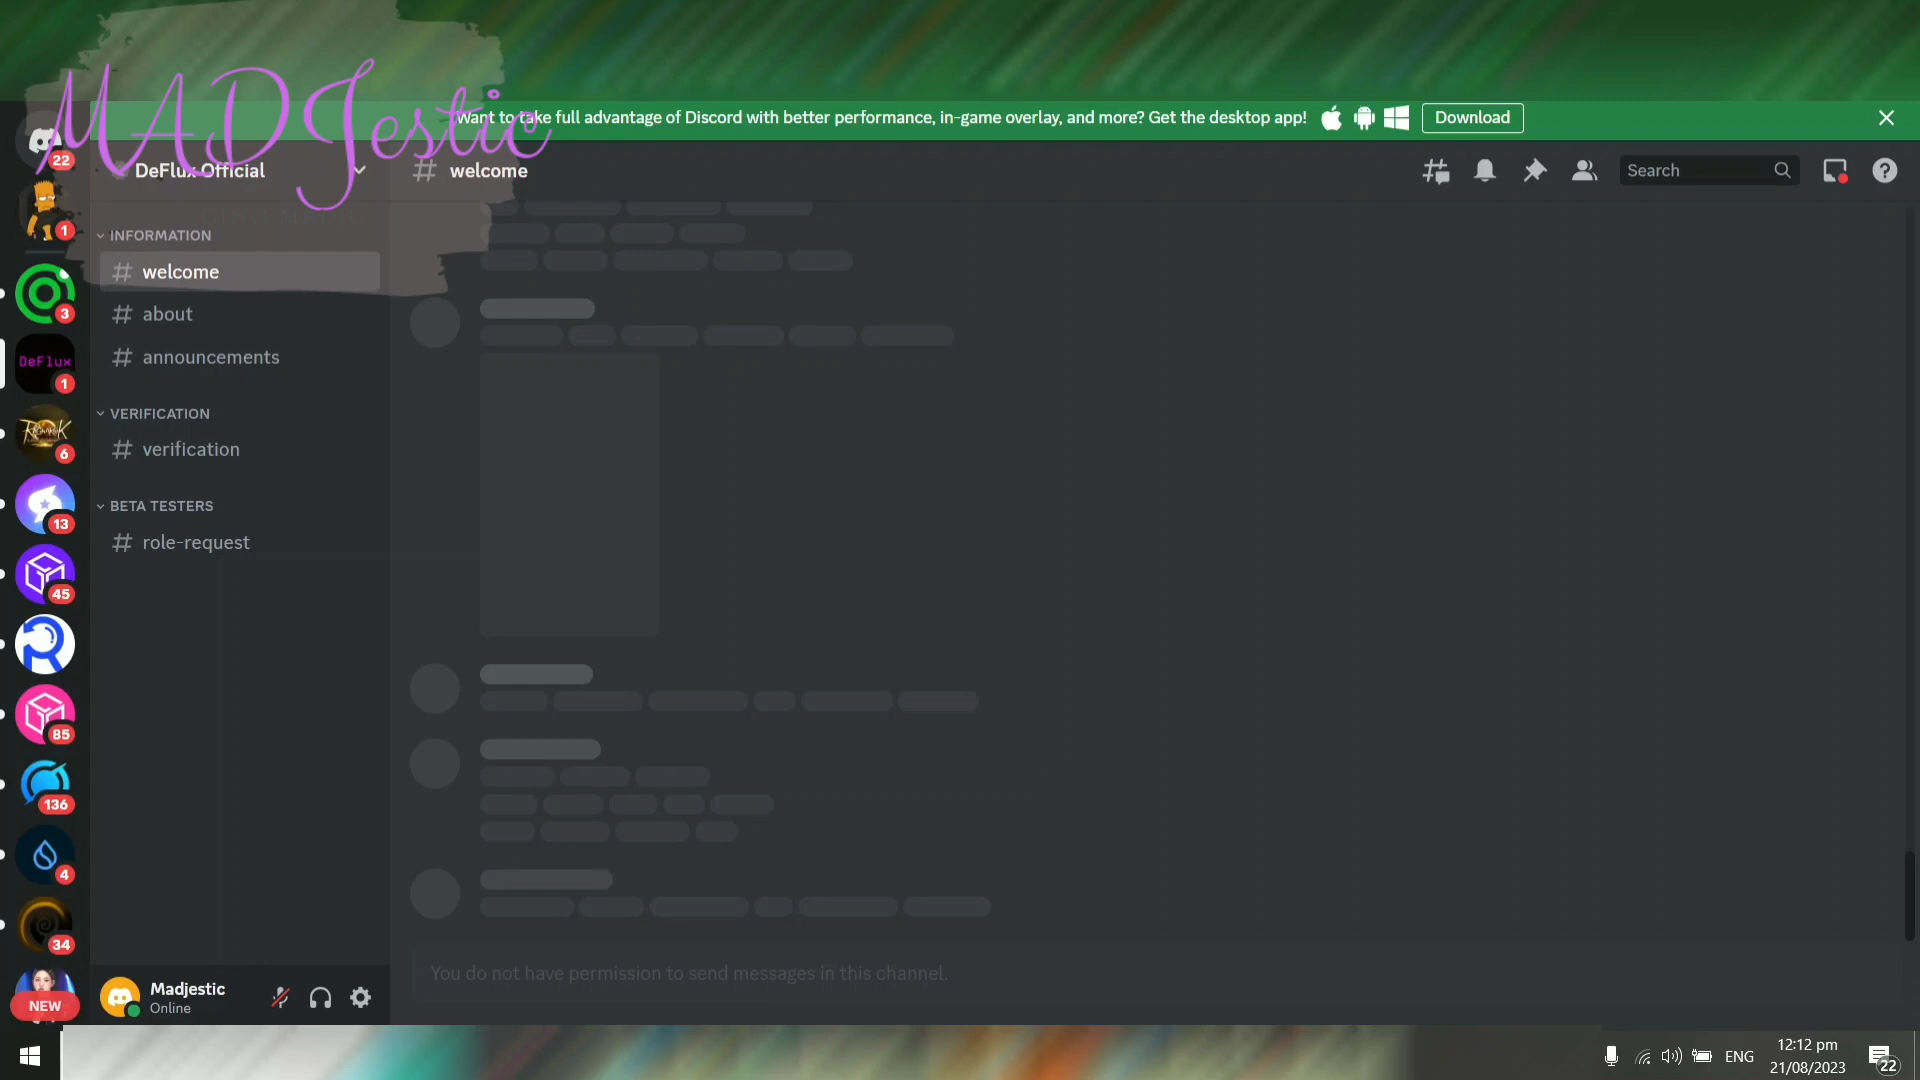 MADJestic
Want to take full advantage of Discord with better performance, in-game overlay, and more? Get the desktop app!
Download
22
DeFlux Official
welcome
Search
1
INFORMATION
welcome
3
about
DeFlux
announcements
1
VERIFICATION
RAGNAROK
verification
6
BETA TESTERS
13
role-request
45
85
136
4
34
You do not have permission to send messages in this channel.
Madjestic
Online
NEW
ENG
12:12 pm
21/08/2023
22